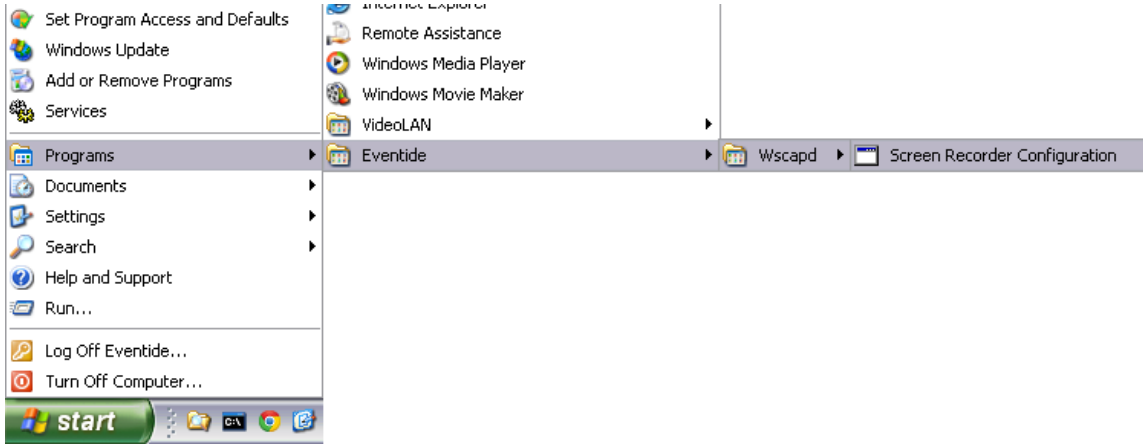 Set Program Access and Defaults
Windows Update
Add or Remove Programs
Services
Programs
Documents
Settings
Search
Help and Support
Run...
Log Off Eventide...
Turn Off Computer...
start
Internet Explorer
Remote Assistance
Windows Media Player
Windows Movie Maker
VideoLAN
Eventide
Wscapd
Screen Recorder Configuration